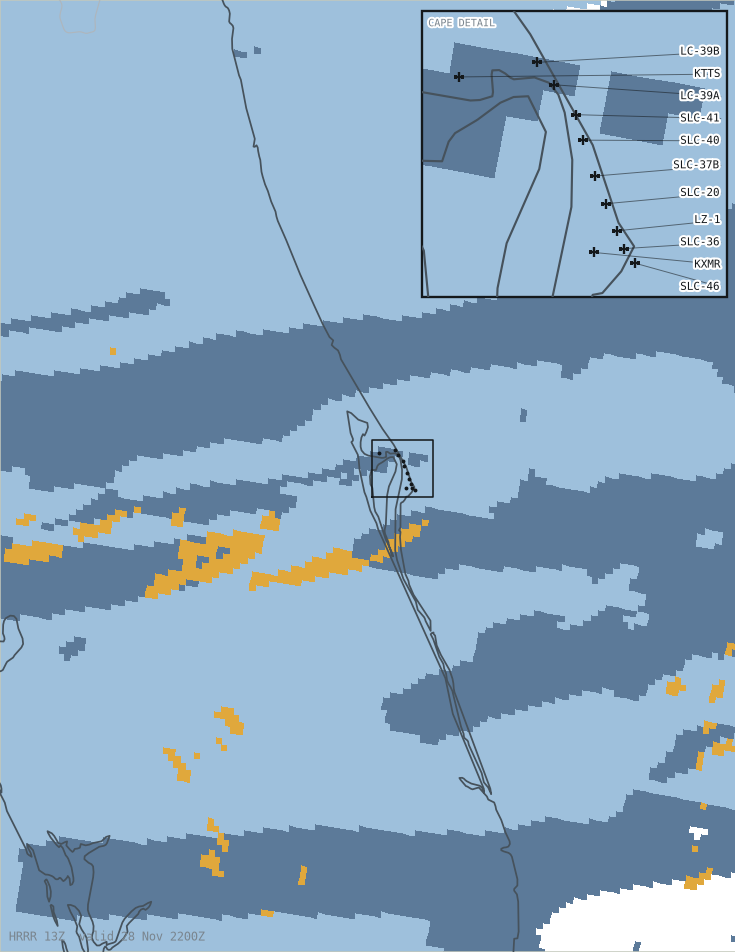 CAPE DETAIL
LC-39B
KTTS
LC-39A
SLC-41
SLC-40
SLC-37B
SLC-20
LZ-1
SLC-36
KXMR
SLC-46
HRRR 13Z valid 28 Nov 2200Z